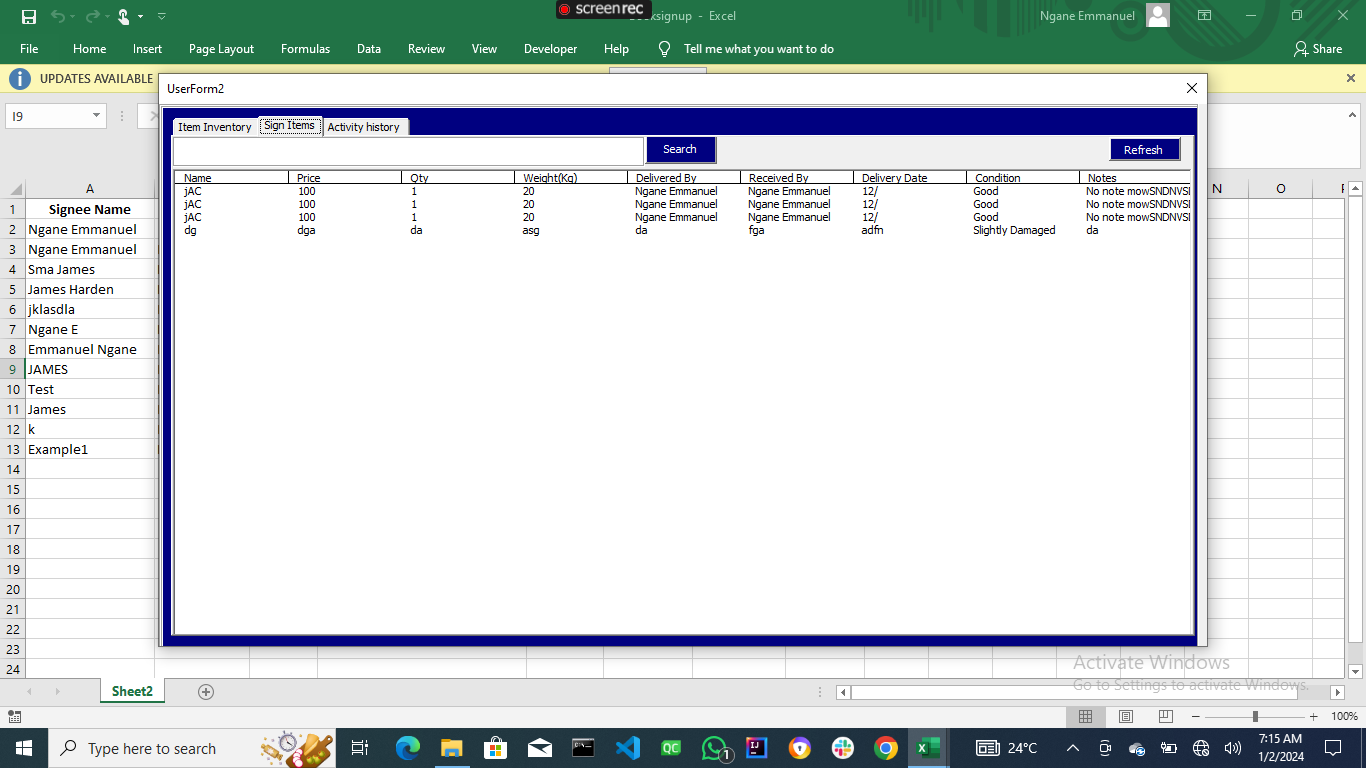 screenrec
Booksignup - Excel
Ngane Emmanuel
File Home Insert Page Layout Formulas Data Review View Developer Help Tell me what you want to do Share
UPDATES AVAILABLE
UserForm2
I9
Item Inventory Sign Items Activity history
Search Refresh
Name Price Qty Weight(Kg) Delivered By Received By Delivery Date Condition Notes
jAC 100 1 20 Ngane Emmanuel Ngane Emmanuel 12/ Good No note mowSNDNVS
jAC 100 1 20 Ngane Emmanuel Ngane Emmanuel 12/ Good No note mowSNDNVS
jAC 100 1 20 Ngane Emmanuel Ngane Emmanuel 12/ Good No note mowSNDNVS
dg dga da asg da fga adfn Slightly Damaged da
A N O
1 Signee Name
2 Ngane Emmanuel
3 Ngane Emmanuel
4 Sma James
5 James Harden
6 jklasdla
7 Ngane E
8 Emmanuel Ngane
9 JAMES
10 Test
11 James
12 k
13 Example1
14
15
16
17
18
19
20
21
22
23
24
Activate Windows
Go to Settings to activate Windows.
Sheet2
100%
Type here to search
QC
1
IJ
24°C
7:15 AM
1/2/2024